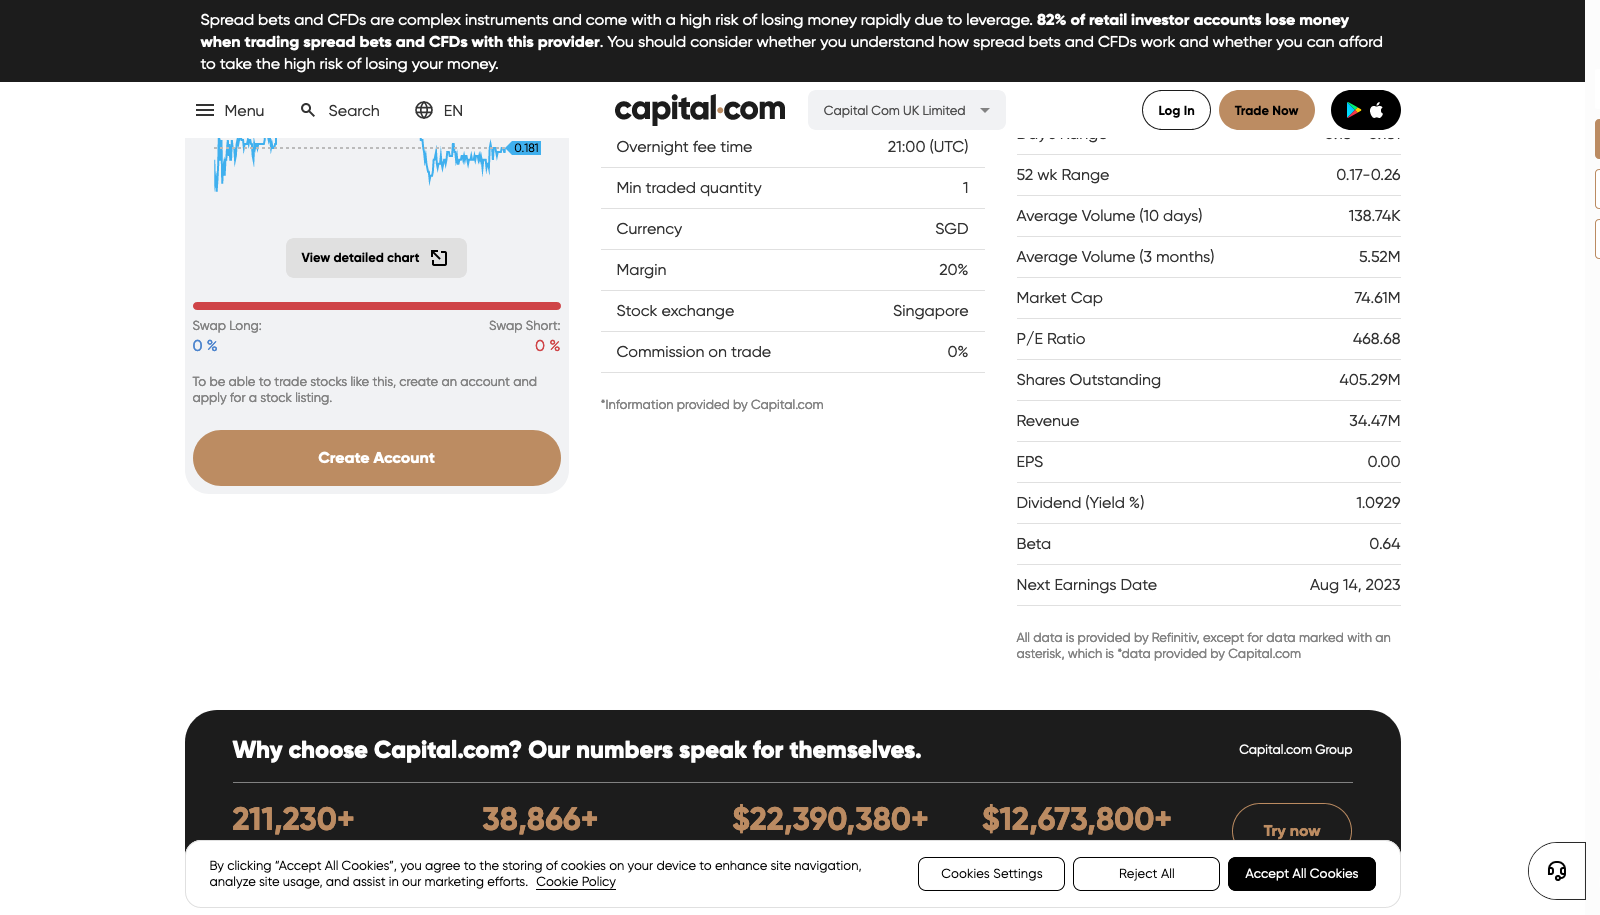 Spread bets and CFDs are complex instruments and come with a high risk of losing money rapidly due to leverage. 82% of retail investor accounts lose money
when trading spread bets and CFDs with this provider. You should consider whether you understand how spread bets and CFDs work and whether you can afford
to take the high risk of losing your money.
Menu
Search
EN
capital.com
Capital Com UK Limited
Log In
Trade Now
0.181
View detailed chart
Swap Long:
Swap Short:
0 %
0 %
To be able to trade stocks like this, create an account and
apply for a stock listing.
Create Account
Overnight fee time 21:00 (UTC)
Min traded quantity 1
Currency SGD
Margin 20%
Stock exchange Singapore
Commission on trade 0%
*Information provided by Capital.com
52 wk Range 0.17-0.26
Average Volume (10 days) 138.74K
Average Volume (3 months) 5.52M
Market Cap 74.61M
P/E Ratio 468.68
Shares Outstanding 405.29M
Revenue 34.47M
EPS 0.00
Dividend (Yield %) 1.0929
Beta 0.64
Next Earnings Date Aug 14, 2023
All data is provided by Refinitiv, except for data marked with an
asterisk, which is *data provided by Capital.com
Why choose Capital.com? Our numbers speak for themselves.
Capital.com Group
211,230+
38,866+
$22,390,380+
$12,673,800+
Try now
By clicking “Accept All Cookies”, you agree to the storing of cookies on your device to enhance site navigation,
analyze site usage, and assist in our marketing efforts. Cookie Policy
Cookies Settings
Reject All
Accept All Cookies